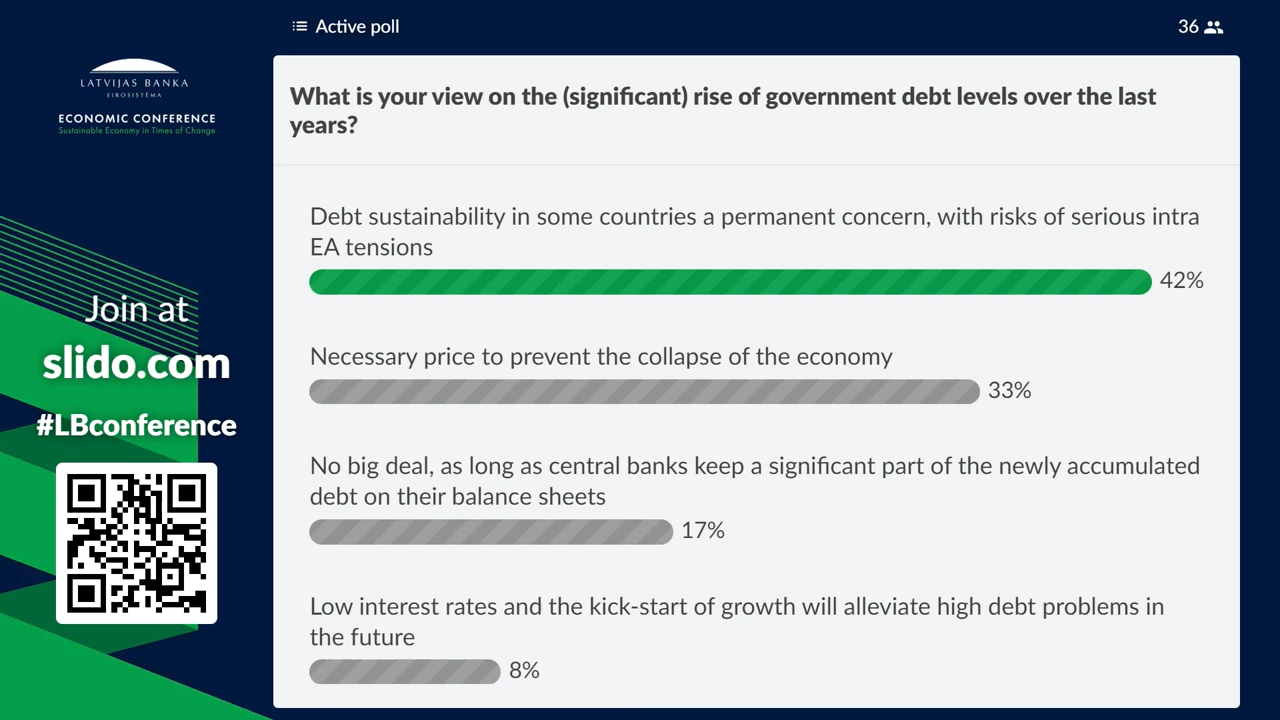 Active poll
36
LATVIJAS BANKA
EIROSISTĒMA
ECONOMIC CONFERENCE
Sustainable Economy in Times of Change
What is your view on the (significant) rise of government debt levels over the last
years?
Debt sustainability in some countries a permanent concern, with risks of serious intra
EA tensions
42%
Necessary price to prevent the collapse of the economy
33%
No big deal, as long as central banks keep a significant part of the newly accumulated
debt on their balance sheets
17%
Low interest rates and the kick-start of growth will alleviate high debt problems in
the future
8%
Join at
slido.com
#LBconference